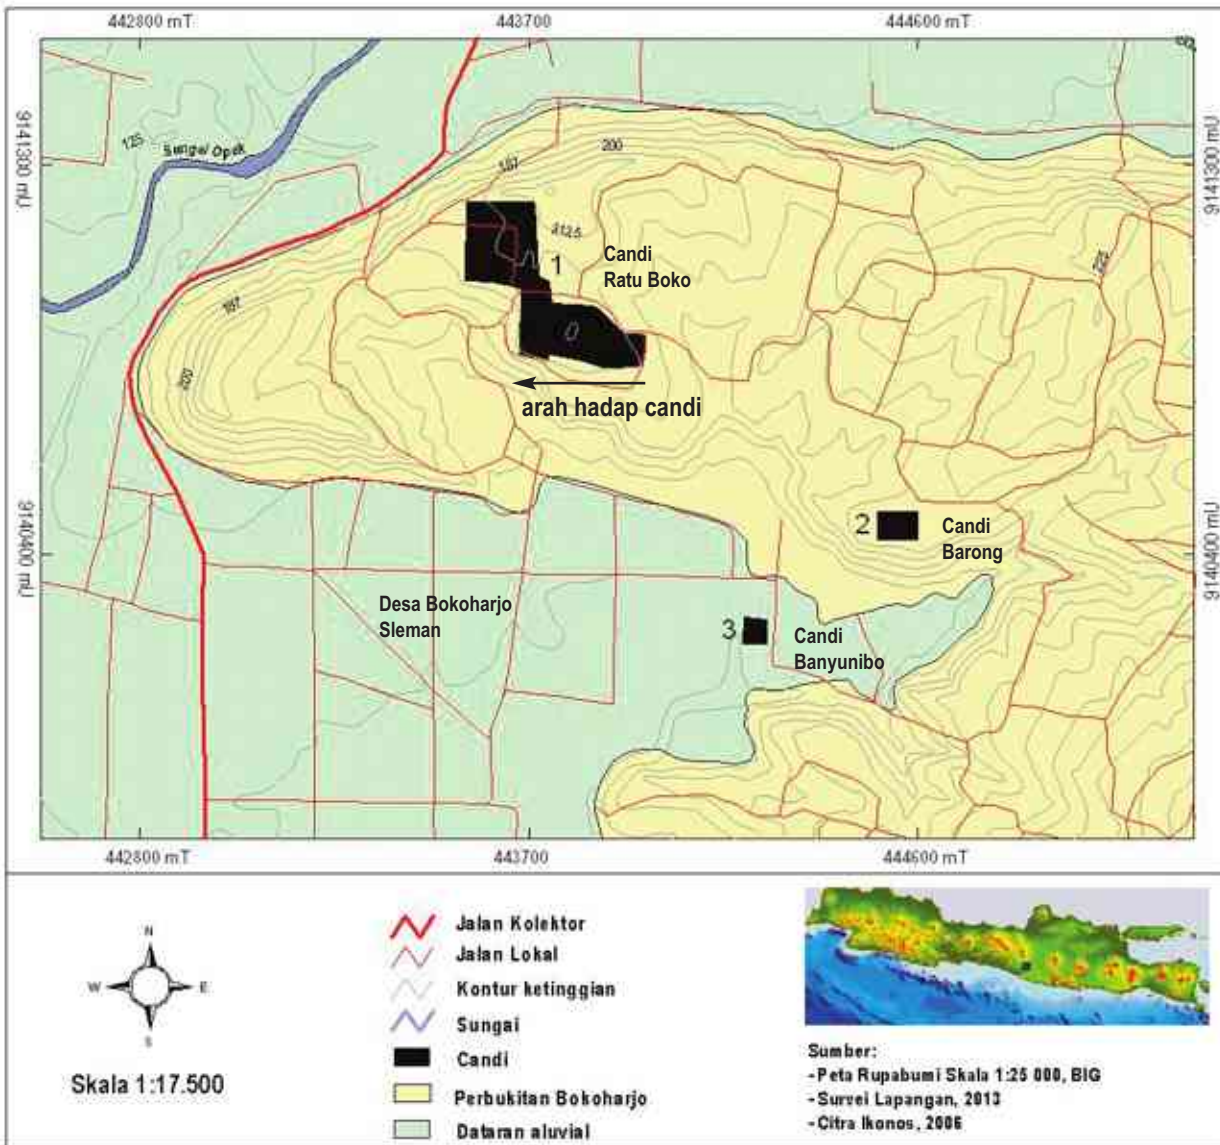 442800 mT
443700
444600 mT
9141300 mU
9141300 mU
125
Sungai Opak
187
200
212.5
1
Candi
Ratu Boko
225
187
200
arah hadap candi
9140400 mU
9140400 mU
2
Candi
Barong
Desa Bokoharjo
Sleman
3
Candi
Banyunibo
442800 mT
443700
444600 mT
N
W
E
S
Skala 1:17.500
Jalan Kolektor
Jalan Lokal
Kontur ketinggian
Sungai
Candi
Perbukitan Bokoharjo
Dataran aluvial
Sumber:
-Peta Rupabumi Skala 1:25 000, BIG
-Survei Lapangan, 2013
-Citra Ikonos, 2006